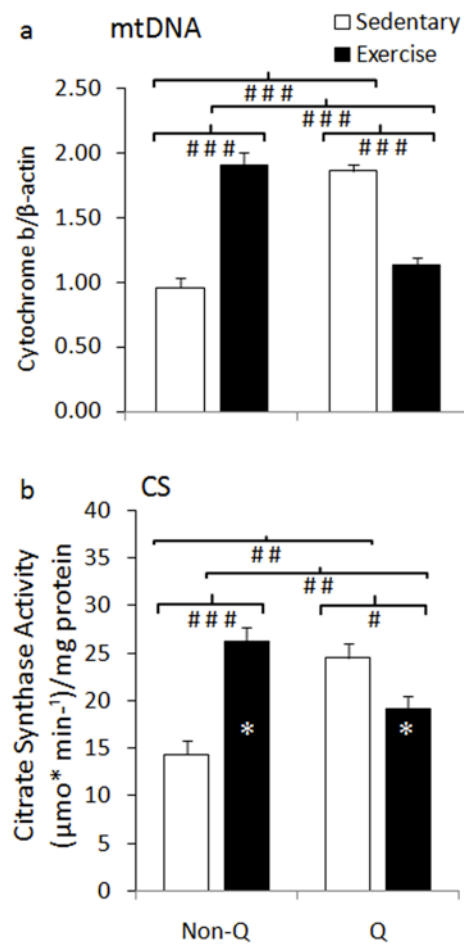 a
mtDNA
Sedentary
Exercise
# # #
# # #
# # #
# # #
2.50
2.00
1.50
1.00
0.50
0.00
Cytochrome b/β-actin
b
CS
# #
# #
# # #
#
40
35
30
25
20
15
10
5
0
*
*
Citrate Synthase Activity
(µmo* min-¹)/mg protein
Non-Q
Q